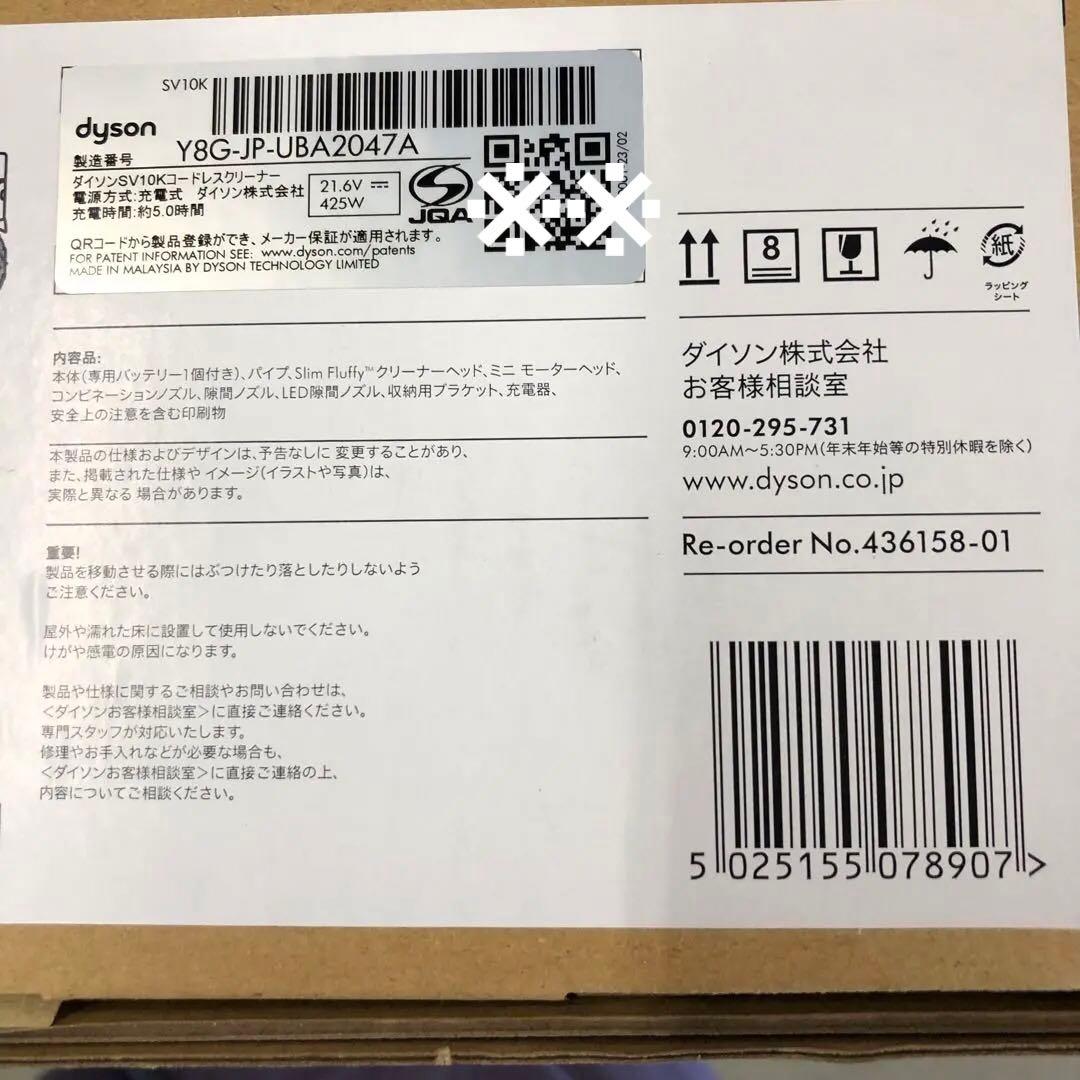 SV10K
dyson
製造番号 Y8G-JP-UBA2047A
ダイソンSV10Kコードレスクリーナー
電源方式:充電式 ダイソン株式会社
充電時間:約5.0時間
21.6V
425W
JQA
※※
23/02
QRコードから製品登録ができ、メーカー保証が適用されます。
FOR PATENT INFORMATION SEE: www.dyson.com/patents
MADE IN MALAYSIA BY DYSON TECHNOLOGY LIMITED
内容品:
本体(専用バッテリー1個付き)、パイプ、Slim Fluffy™クリーナーヘッド、ミニ モーターヘッド、
コンビネーションノズル、隙間ノズル、LED隙間ノズル、収納用ブラケット、充電器、
安全上の注意を含む印刷物
本製品の仕様およびデザインは、予告なしに 変更することがあり、
また、掲載された仕様や イメージ(イラストや写真)は、
実際と異なる 場合があります。
重要!
製品を移動させる際にはぶつけたり落としたりしないよう
ご注意ください。
屋外や濡れた床に設置して使用しないでください。
けがや感電の原因になります。
製品や仕様に関するご相談やお問い合わせは、
<ダイソンお客様相談室>に直接ご連絡ください。
専門スタッフが対応いたします。
修理やお手入れなどが必要な場合も、
<ダイソンお客様相談室>に直接ご連絡の上、
内容についてご相談ください。
8
紙
ラッピング
シート
ダイソン株式会社
お客様相談室
0120-295-731
9:00AM〜5:30PM(年末年始等の特別休暇を除く)
www.dyson.co.jp
Re-order No.436158-01
5 025155 078907 >